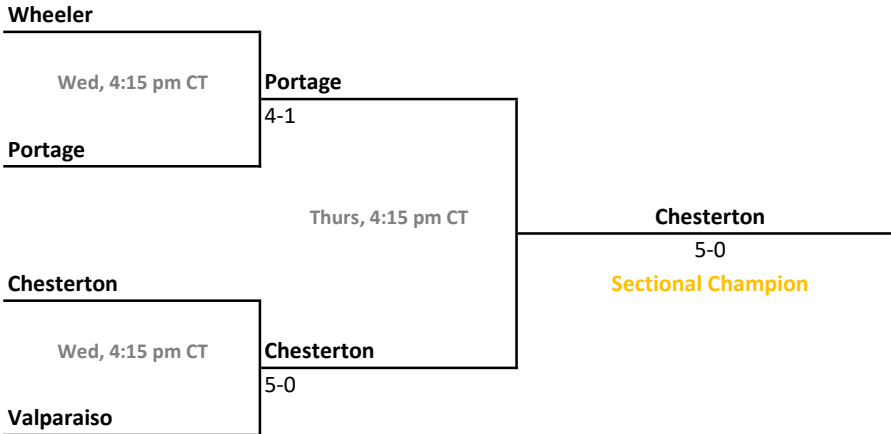 Wheeler
Wed, 4:15 pm CT
Portage
4-1
Portage
Thurs, 4:15 pm CT
Chesterton
5-0
Sectional Champion
Chesterton
Wed, 4:15 pm CT
Chesterton
5-0
Valparaiso